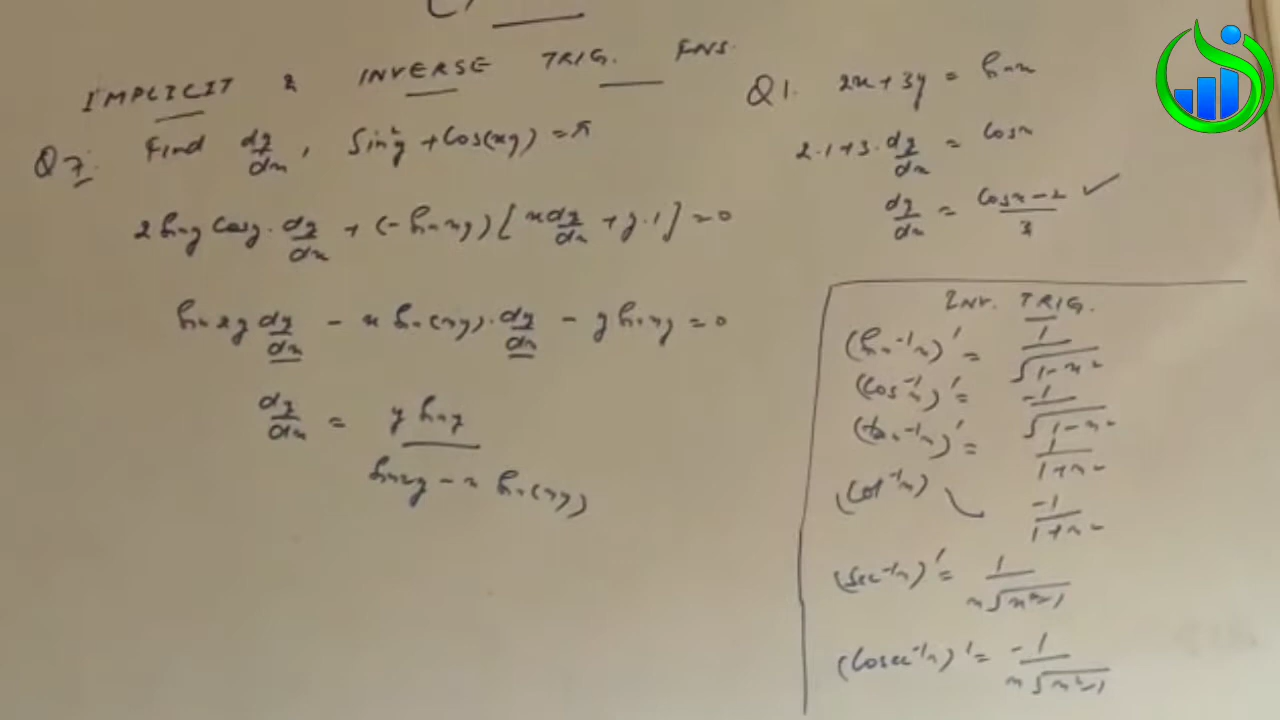 IMPLICIT & INVERSE TRIG. FNS.
Q7. Find dy/dx, Sin²y + Cos(xy) = π
2 sin y cos y · dy/dx + (- sin xy) [x dy/dx + y·1] = 0
sin 2y dy/dx - x sin(xy) · dy/dx - y sin xy = 0
dy/dx = y sin y / (sin 2y - x sin(xy))
Q1. 2x + 3y = sin x
2·1 + 3· dy/dx = cos x
dy/dx = (cos x - 2)/3 ✓
INV. TRIG.
(sin⁻¹x)' = 1/√(1-x²)
(cos⁻¹x)' = -1/√(1-x²)
(tan⁻¹x)' = 1/(1+x²)
(cot⁻¹x) -1/(1+x²)
(sec⁻¹x)' = 1/(x√(x²-1))
(cosec⁻¹x)' = -1/(x√(x²-1))